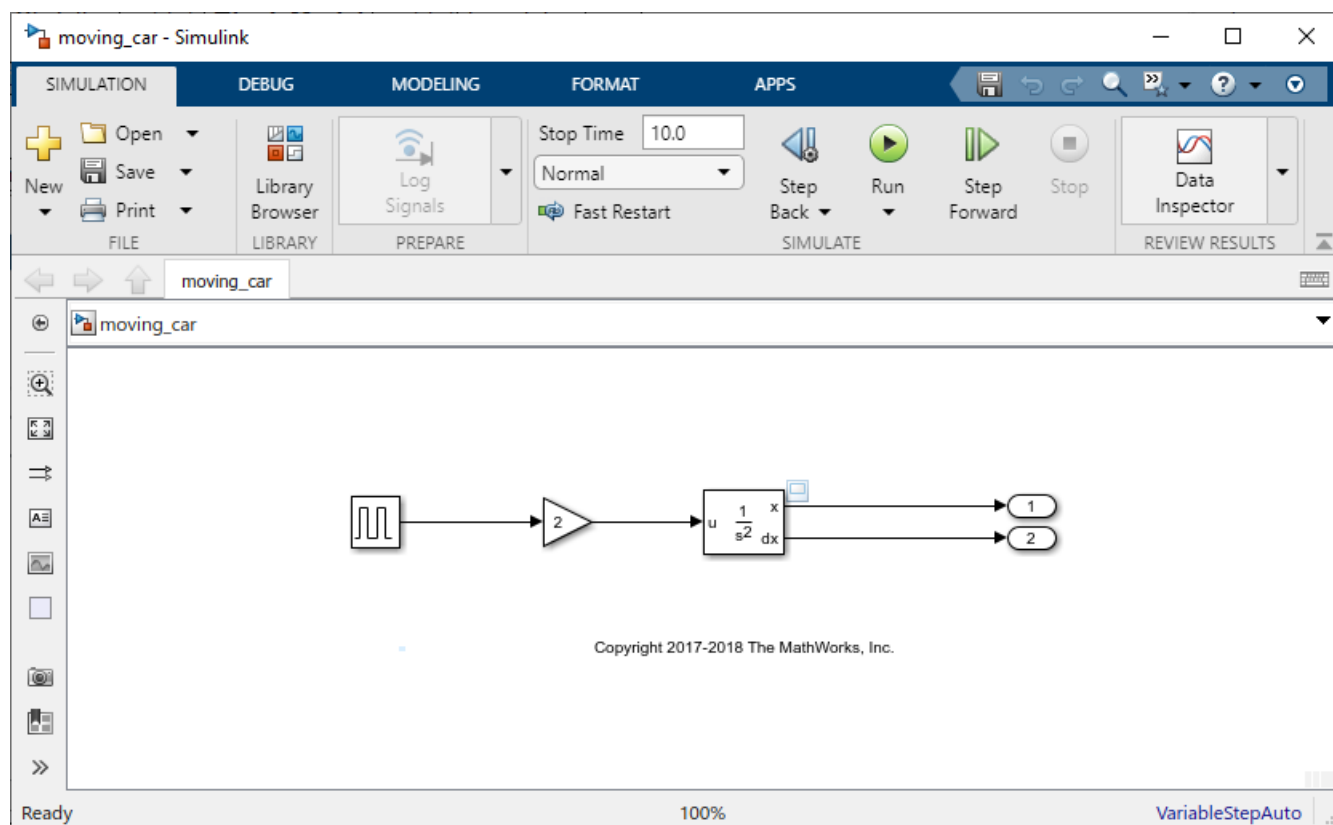 moving_car - Simulink
SIMULATION DEBUG MODELING FORMAT APPS
New
Open
Save
Print
FILE
Library
Browser
LIBRARY
Log
Signals
PREPARE
Stop Time 10.0
Normal
Fast Restart
Step
Back
Run
Step
Forward
Stop
SIMULATE
Data
Inspector
REVIEW RESULTS
moving_car
moving_car
2
u
1
s2
x
dx
1
2
Copyright 2017-2018 The MathWorks, Inc.
Ready 100% VariableStepAuto